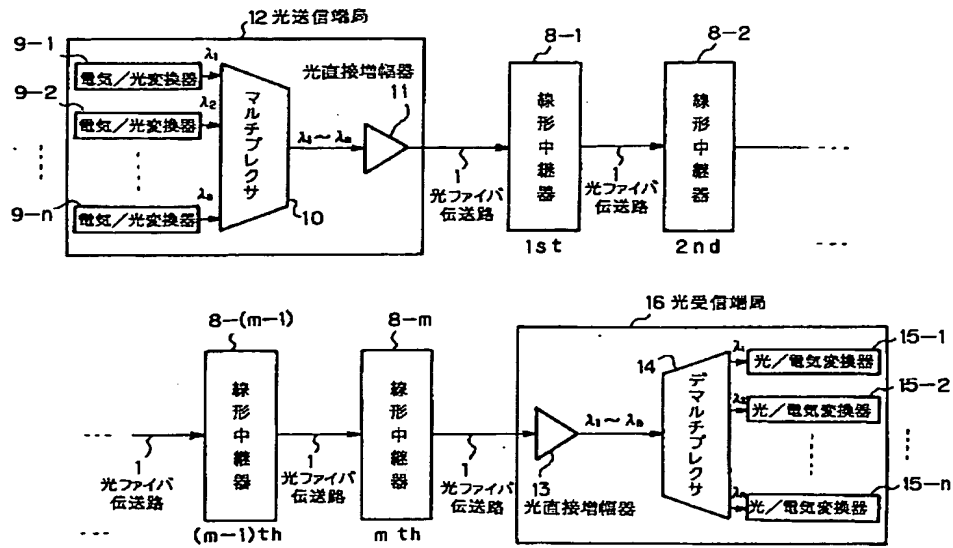 12 光送信端局
8-1
8-2
9-1
電気/光変換器
λ1
光直接増幅器
11
9-2
電気/光変換器
λ2
マルチプレクサ
λ1～λn
線形中継器
線形中継器
9-n
電気/光変換器
λn
10
1
光ファイバ
伝送路
1
光ファイバ
伝送路
1st
2nd
16 光受信端局
8-(m-1)
8-m
15-1
14
λ1
光/電気変換器
15-2
線形中継器
線形中継器
λ1～λn
デマルチプレクサ
λ2
光/電気変換器
1
光ファイバ
伝送路
1
光ファイバ
伝送路
1
光ファイバ
伝送路
13
光直接増幅器
15-n
λn
光/電気変換器
(m-1)th
m th